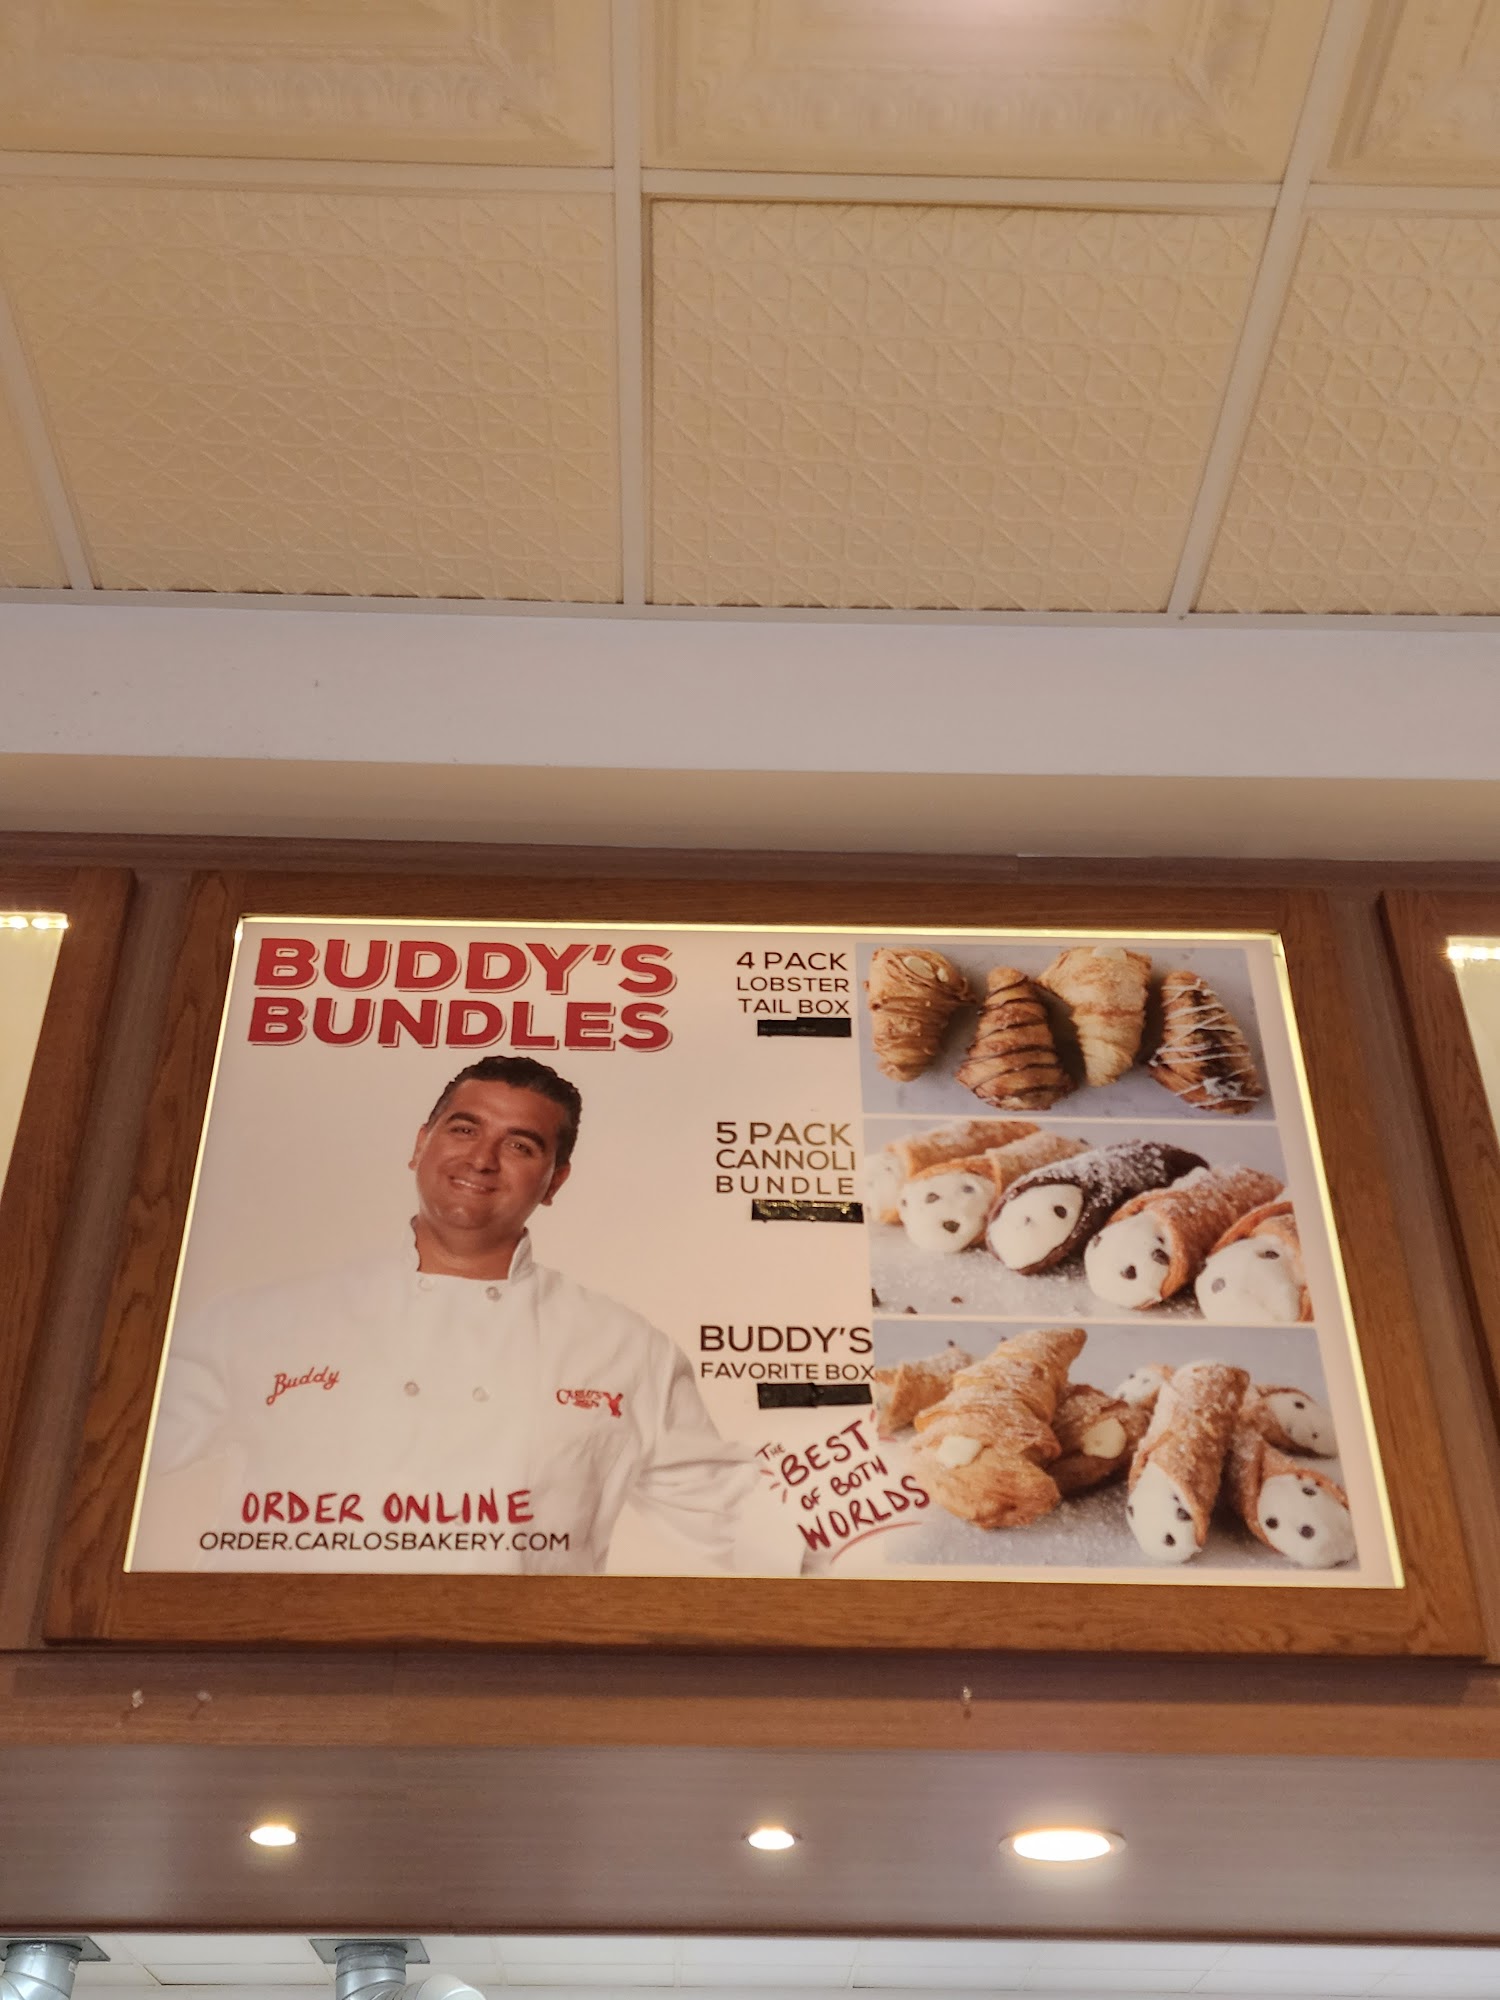 BUDDY'S
BUNDLES
4 PACK
LOBSTER
TAIL BOX
5 PACK
CANNOLI
BUNDLE
BUDDY'S
FAVORITE BOX
THE
BEST
OF BOTH
WORLDS
Buddy
CARLO'S
ORDER ONLINE
ORDER.CARLOSBAKERY.COM